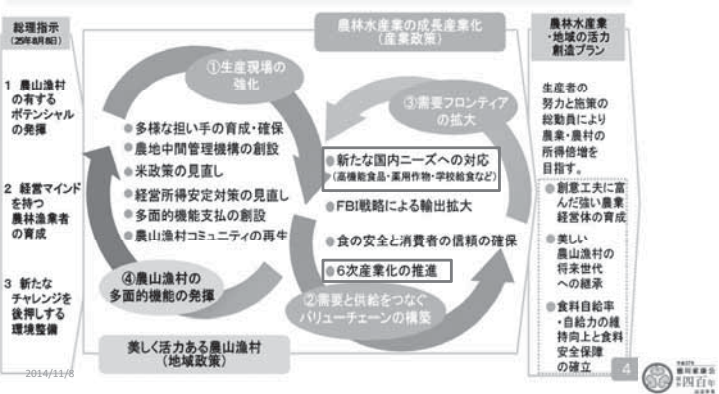 総理指示
(25年8月8日)
1 農山漁村
の有する
ポテンシャル
の発揮
2 経営マインド
を持つ
農林漁業者
の育成
3 新たな
チャレンジを
後押しする
環境整備
農林水産業の成長産業化
(産業政策)
①生産現場の
強化
●多様な担い手の育成・確保
●農地中間管理機構の創設
●米政策の見直し
●経営所得安定対策の見直し
●多面的機能支払の創設
●農山漁村コミュニティの再生
④農山漁村の
多面的機能の発揮
③需要フロンティア
の拡大
●新たな国内ニーズへの対応
(高機能食品・薬用作物・学校給食など)
●FBI戦略による輸出拡大
●食の安全と消費者の信頼の確保
●6次産業化の推進
②需要と供給をつなぐ
バリューチェーンの構築
美しく活力ある農山漁村
(地域政策)
農林水産業
・地域の活力
創造プラン
生産者の
努力と施策の
総動員により
農業・農村の
所得倍増を
目指す。
●創意工夫に富
んだ強い農業
経営体の育成
●美しい
農山漁村の
将来世代
への継承
●食料自給率
・自給力の維
持向上と食料
安全保障
の確立
2014/11/8
4
四百年